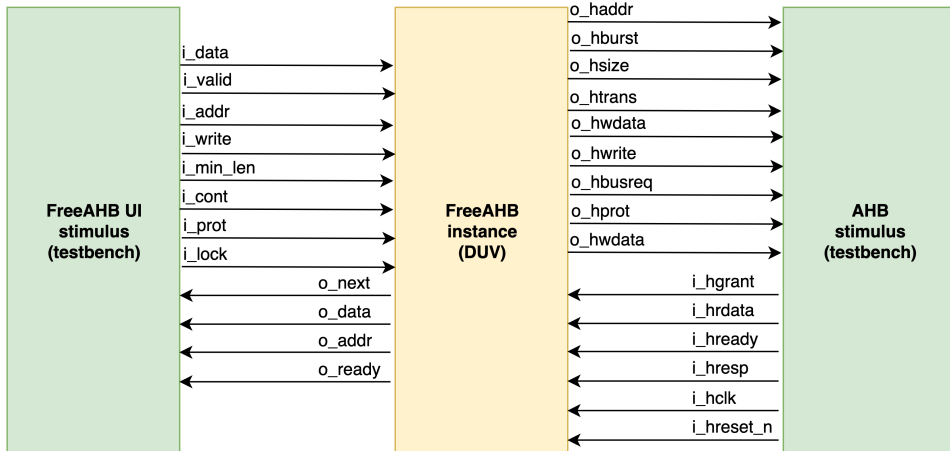 o_haddr
o_hburst
o_hsize
o_htrans
o_hwdata
o_hwrite
o_hbusreq
o_hprot
o_hwdata
i_data
i_valid
i_addr
i_write
i_min_len
i_cont
i_prot
i_lock
o_next
o_data
o_addr
o_ready
FreeAHB UI
stimulus
(testbench)
FreeAHB
instance
(DUV)
AHB
stimulus
(testbench)
i_hgrant
i_hrdata
i_hready
i_hresp
i_hclk
i_hreset_n